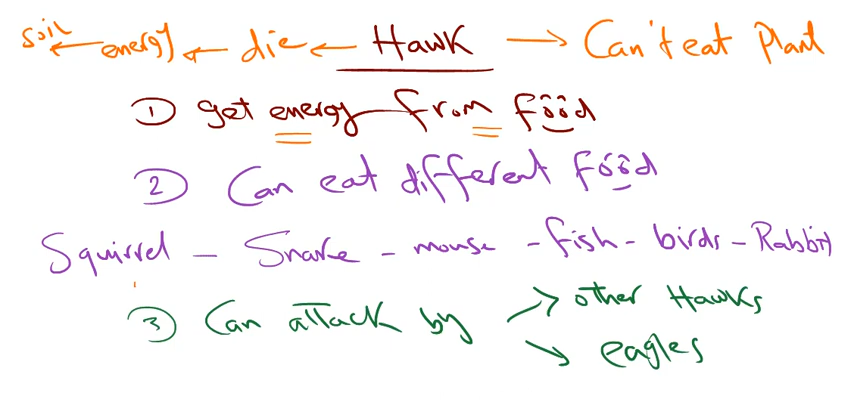 soil ← energy ← die ← Hawk → Can't eat Plant
① get energy from food
② Can eat different food
Squirrel - Snake - mouse - fish - birds - Rabbit
③ Can attack by → other Hawks
→ eagles